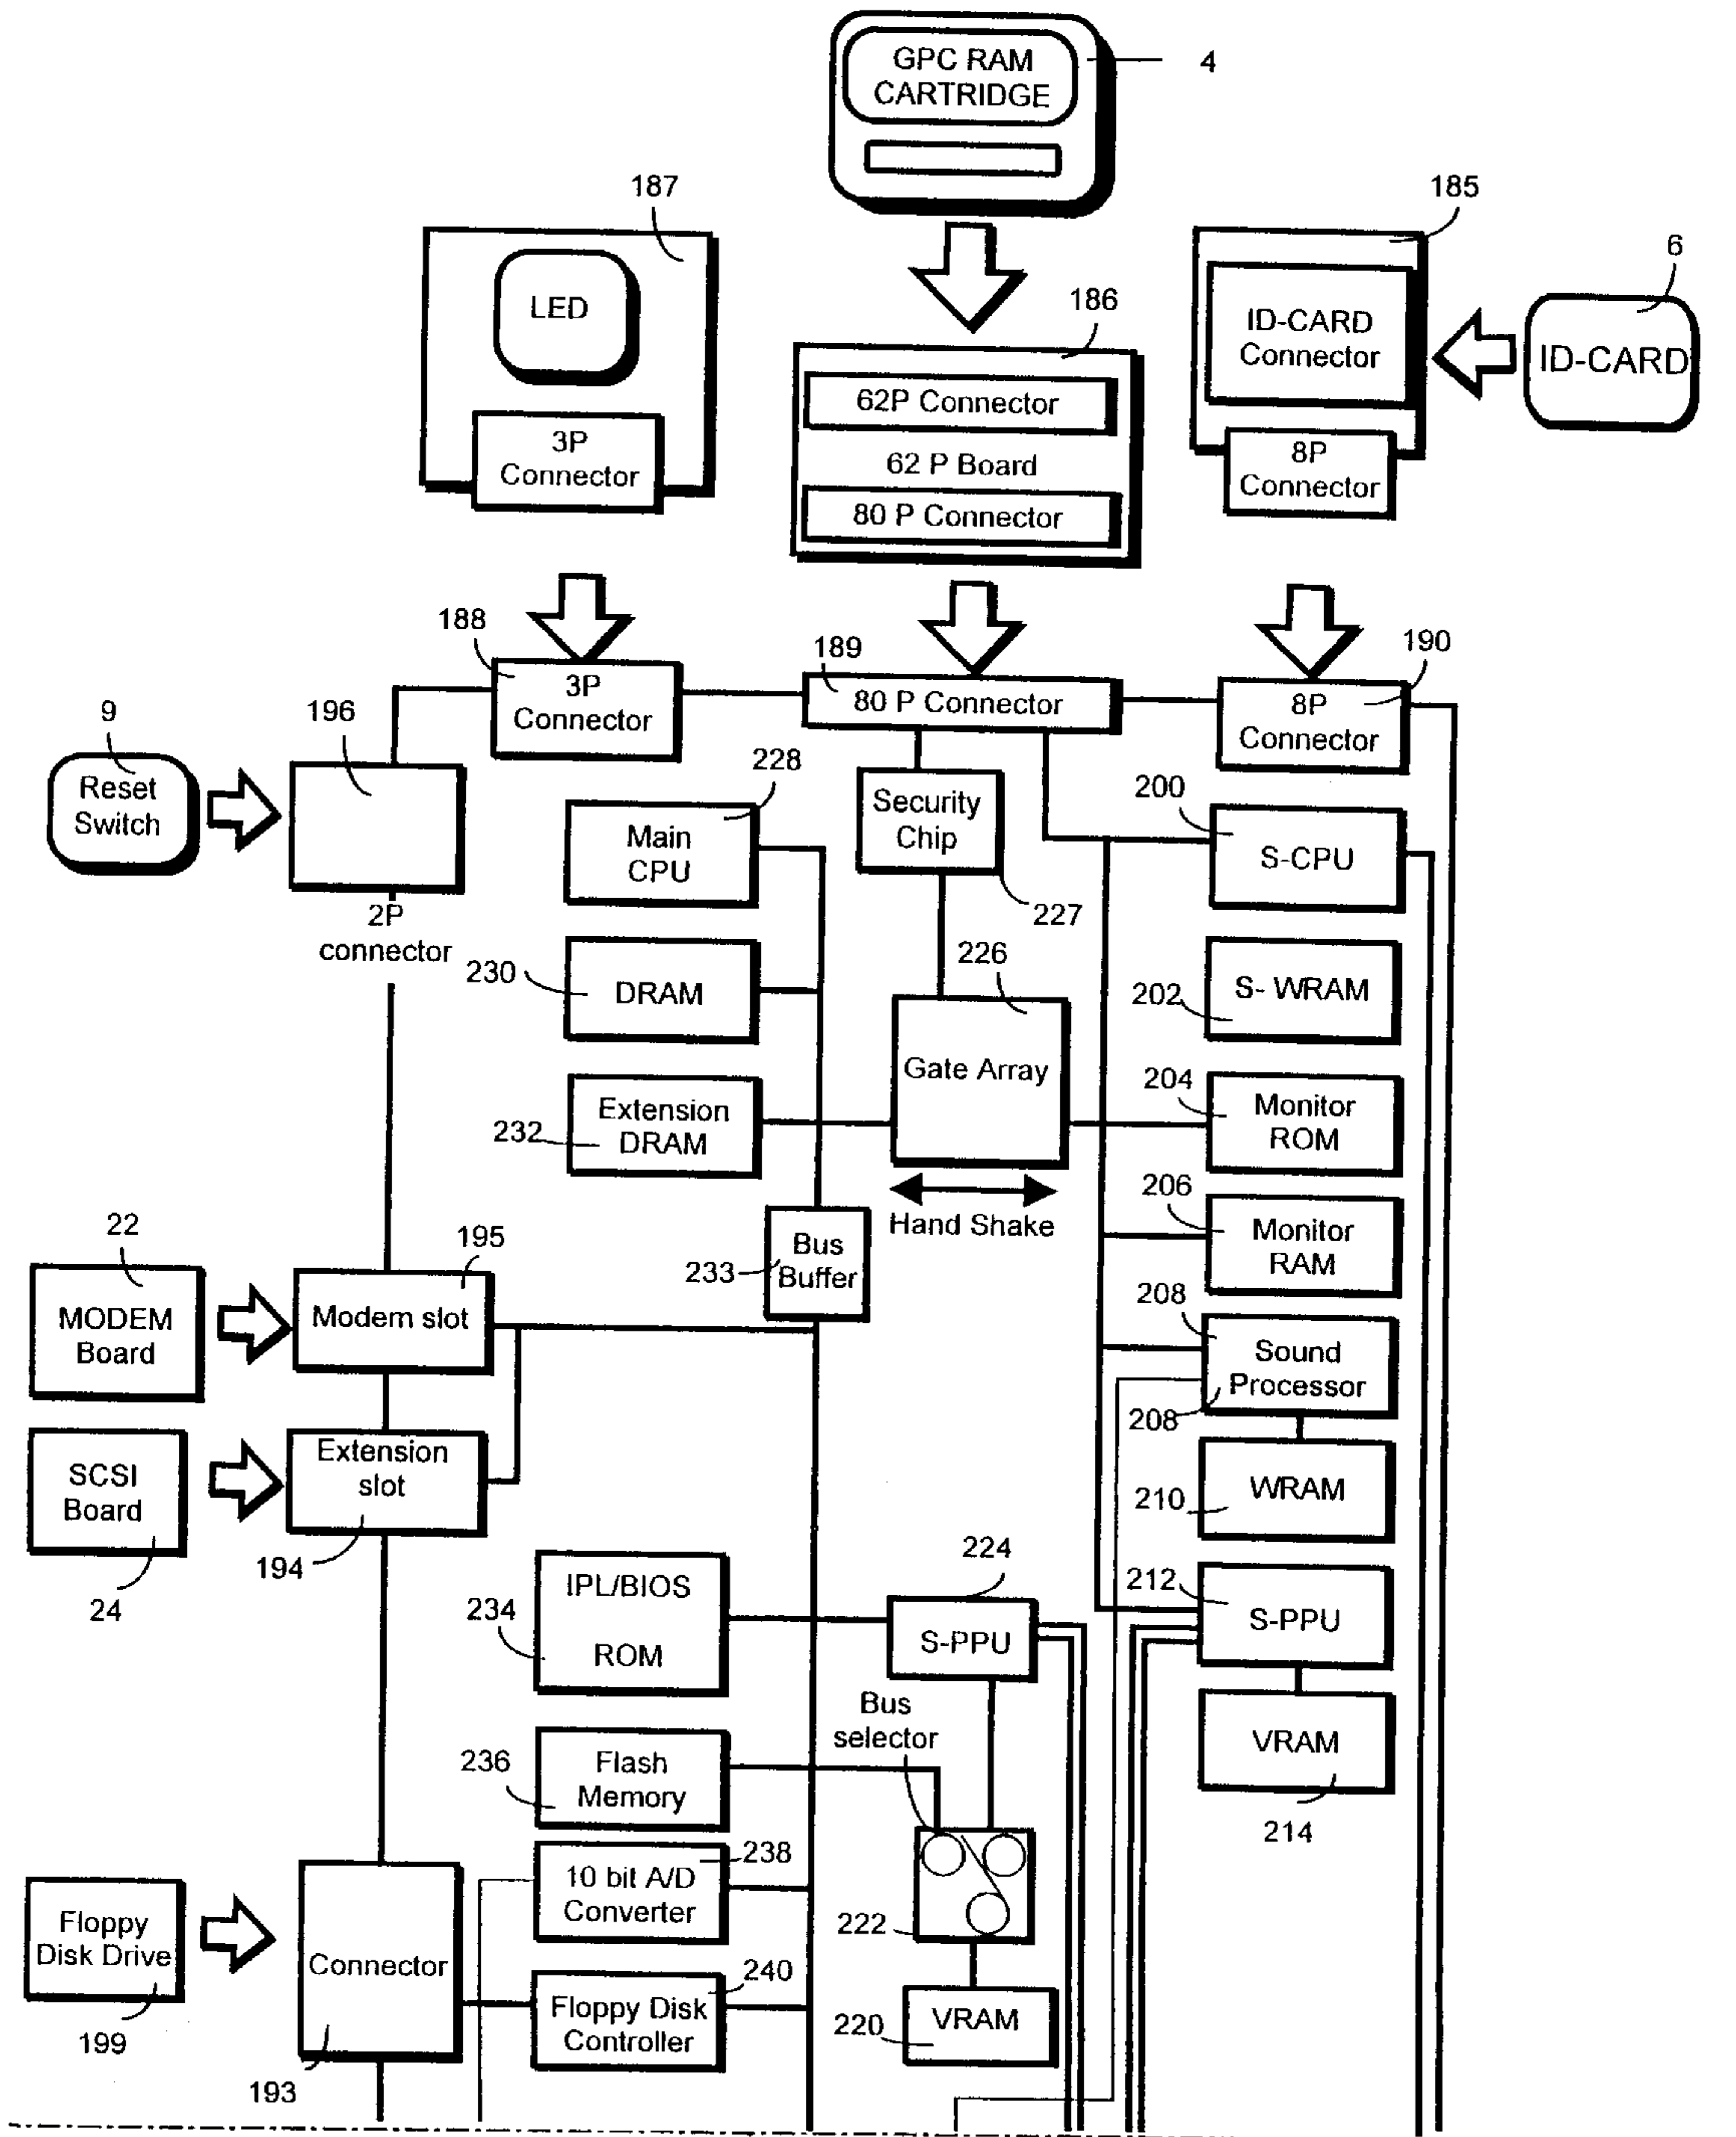 GPC RAM
CARTRIDGE
4
187
185
6
LED
186
ID-CARD
Connector
ID-CARD
62P Connector
3P
Connector
62 P Board
8P
Connector
80 P Connector
188
189
190
9
196
3P
Connector
80 P Connector
8P
Connector
Reset
Switch
228
200
Security
Chip
Main
CPU
S-CPU
2P
connector
227
226
230
DRAM
202
S- WRAM
Gate Array
204
Monitor
ROM
232
Extension
DRAM
206
Hand Shake
22
195
Monitor
RAM
Bus
Buffer
233
208
MODEM
Board
Modem slot
Sound
Processor
208
SCSI
Board
Extension
slot
210
WRAM
194
24
224
IPL/BIOS
ROM
234
212
S-PPU
S-PPU
Bus
selector
VRAM
236
Flash
Memory
214
238
10 bit A/D
Converter
222
Floppy
Disk Drive
Connector
240
Floppy Disk
Controller
220
VRAM
199
193